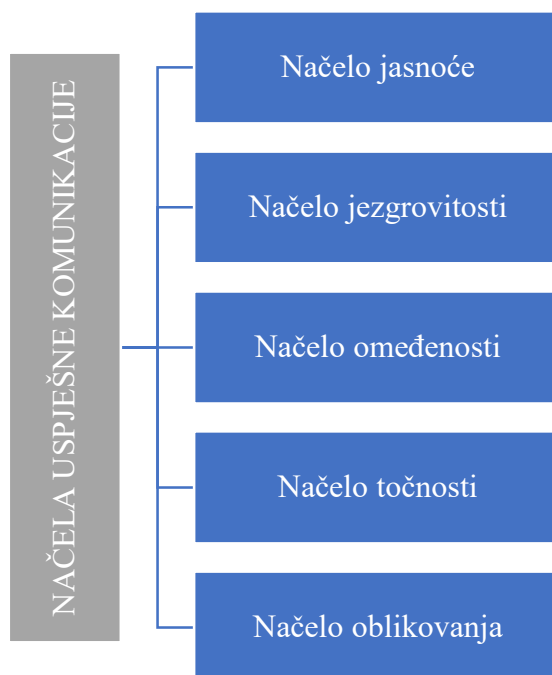 NAČELA USPJEŠNE KOMUNIKACIJE
Načelo jasnoće
Načelo jezgrovitosti
Načelo omeđenosti
Načelo točnosti
Načelo oblikovanja